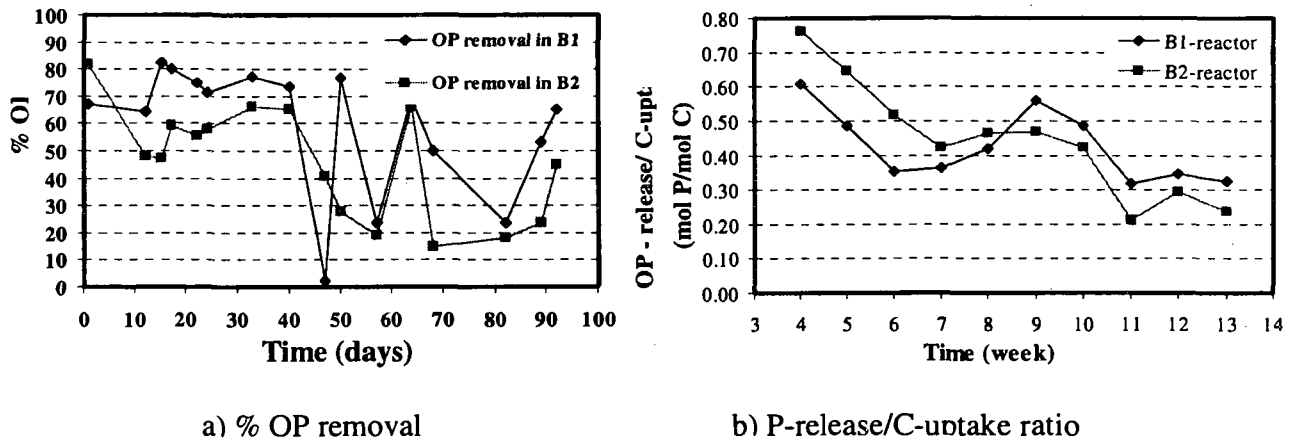 100
90
80
70
60
50
40
30
20
10
0
% OI
OP removal in B1
OP removal in B2
0 10 20 30 40 50 60 70 80 90 100
Time (days)
a) % OP removal
0.80
0.70
0.60
0.50
0.40
0.30
0.20
0.10
0.00
OP - release/ C-upt
(mol P/mol C)
B1-reactor
B2-reactor
3 4 5 6 7 8 9 10 11 12 13 14
Time (week)
b) P-release/C-uptake ratio